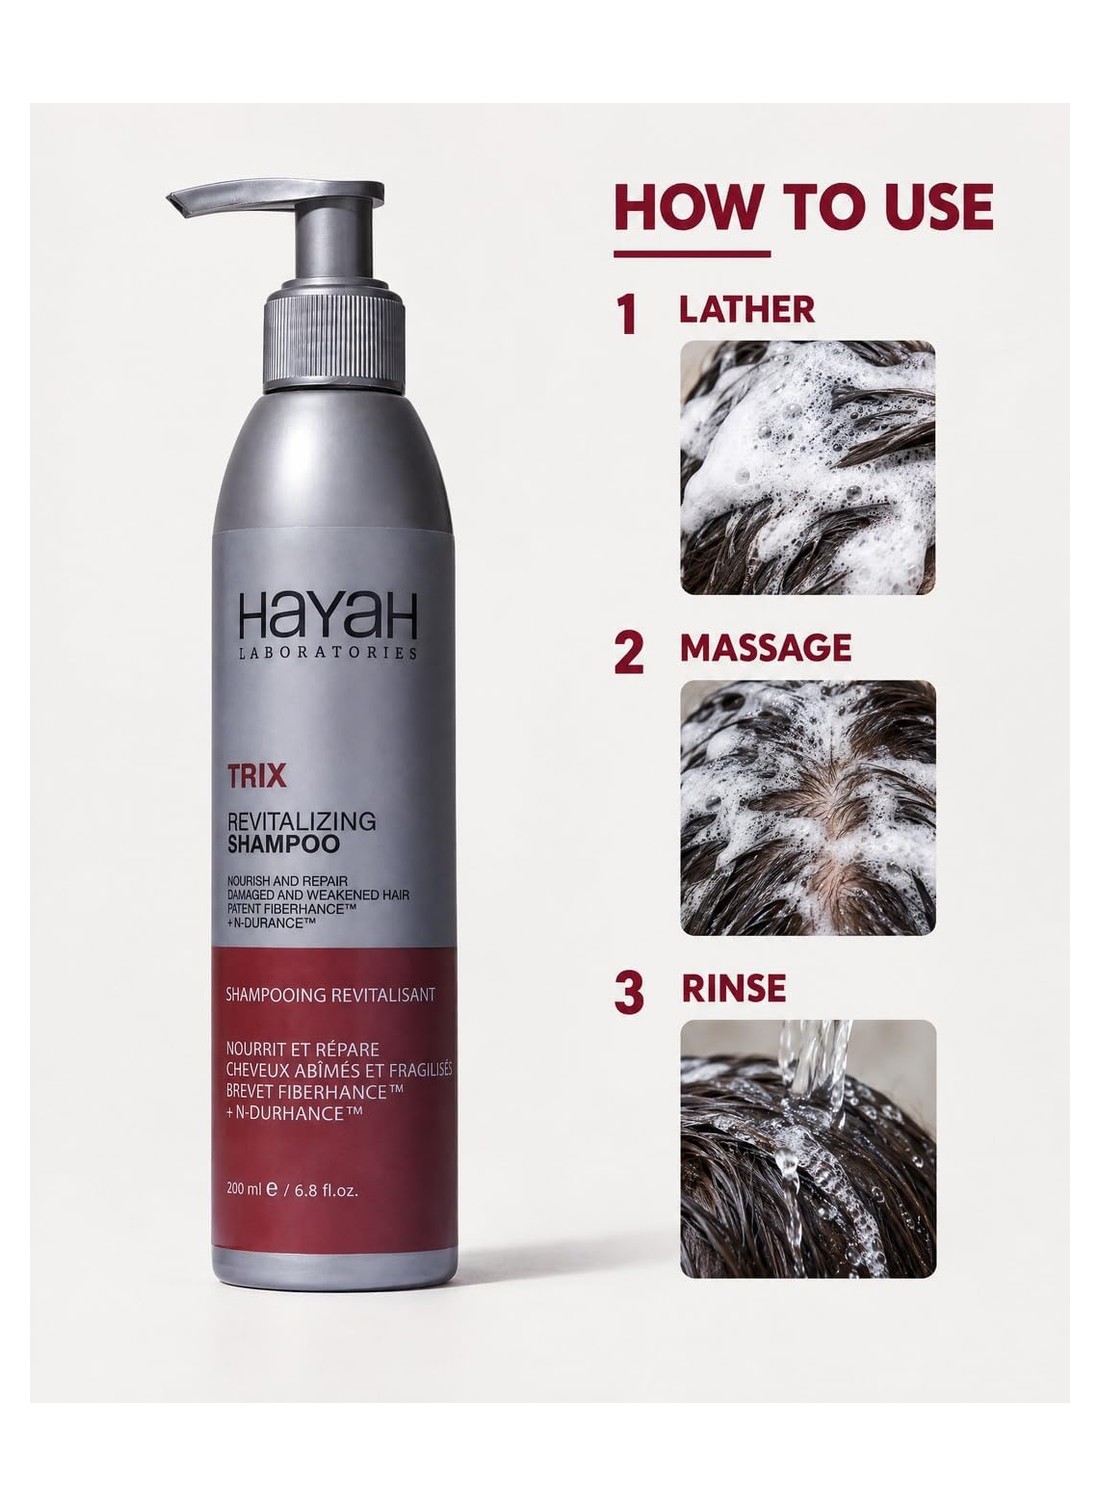 HAYAH
LABORATORIES
TRIX
REVITALIZING
SHAMPOO
NOURISH AND REPAIR
DAMAGED AND WEAKENED HAIR
PATENT FIBERHANCE™
+ N-DURANCE™
SHAMPOOING REVITALISANT
NOURRIT ET RÉPARE
CHEVEUX ABÎMÉS ET FRAGILISÉS
BREVET FIBERHANCE™
+ N-DURHANCE™
200 ml e / 6.8 fl.oz.
HOW TO USE
1 LATHER
2 MASSAGE
3 RINSE